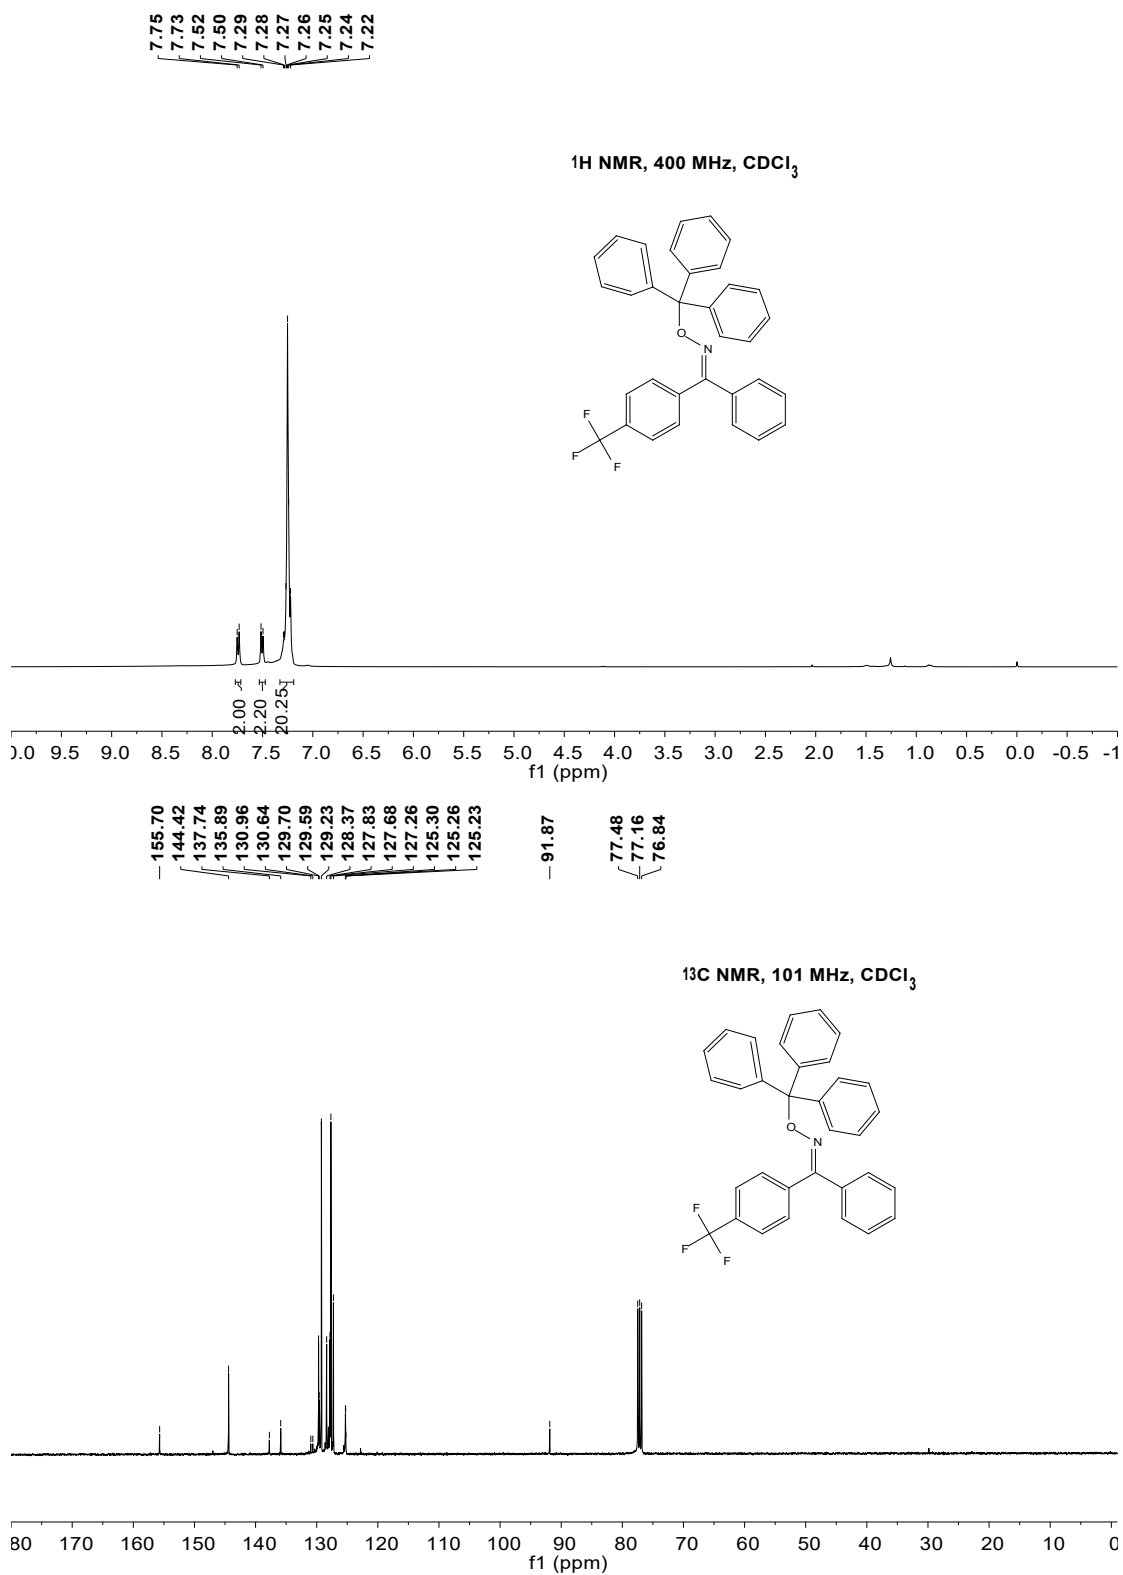 7.75
7.73
7.52
7.50
7.29
7.28
7.27
7.26
7.25
7.24
7.22
1H NMR, 400 MHz, CDCl3
O
N
F
F
F
2.00
2.20
20.25
0.0 9.5 9.0 8.5 8.0 7.5 7.0 6.5 6.0 5.5 5.0 4.5 4.0 3.5 3.0 2.5 2.0 1.5 1.0 0.5 0.0 -0.5 -1
f1 (ppm)
155.70
144.42
137.74
135.89
130.96
130.64
129.70
129.59
129.23
128.37
127.83
127.68
127.26
125.30
125.26
125.23
91.87
77.48
77.16
76.84
13C NMR, 101 MHz, CDCl3
O
N
F
F
F
80 170 160 150 140 130 120 110 100 90 80 70 60 50 40 30 20 10 0
f1 (ppm)